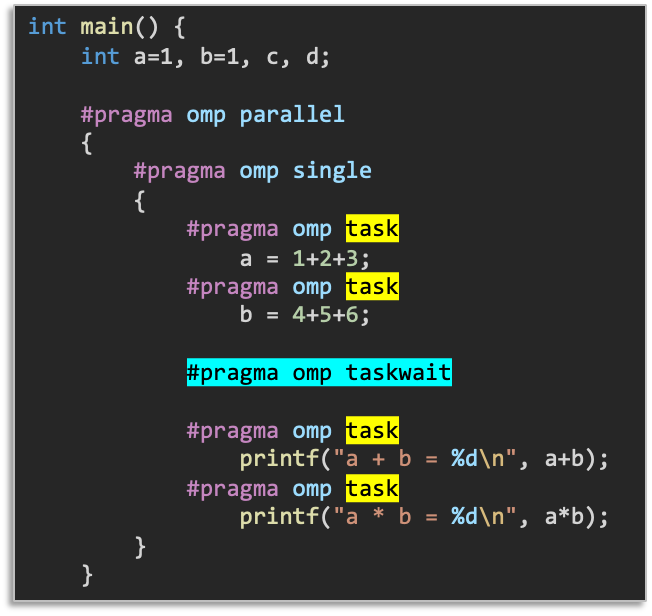 int main() {
    int a=1, b=1, c, d;

    #pragma omp parallel
    {
        #pragma omp single
        {
            #pragma omp task
                a = 1+2+3;
            #pragma omp task
                b = 4+5+6;

            #pragma omp taskwait

            #pragma omp task
                printf("a + b = %d\n", a+b);
            #pragma omp task
                printf("a * b = %d\n", a*b);
        }
    }